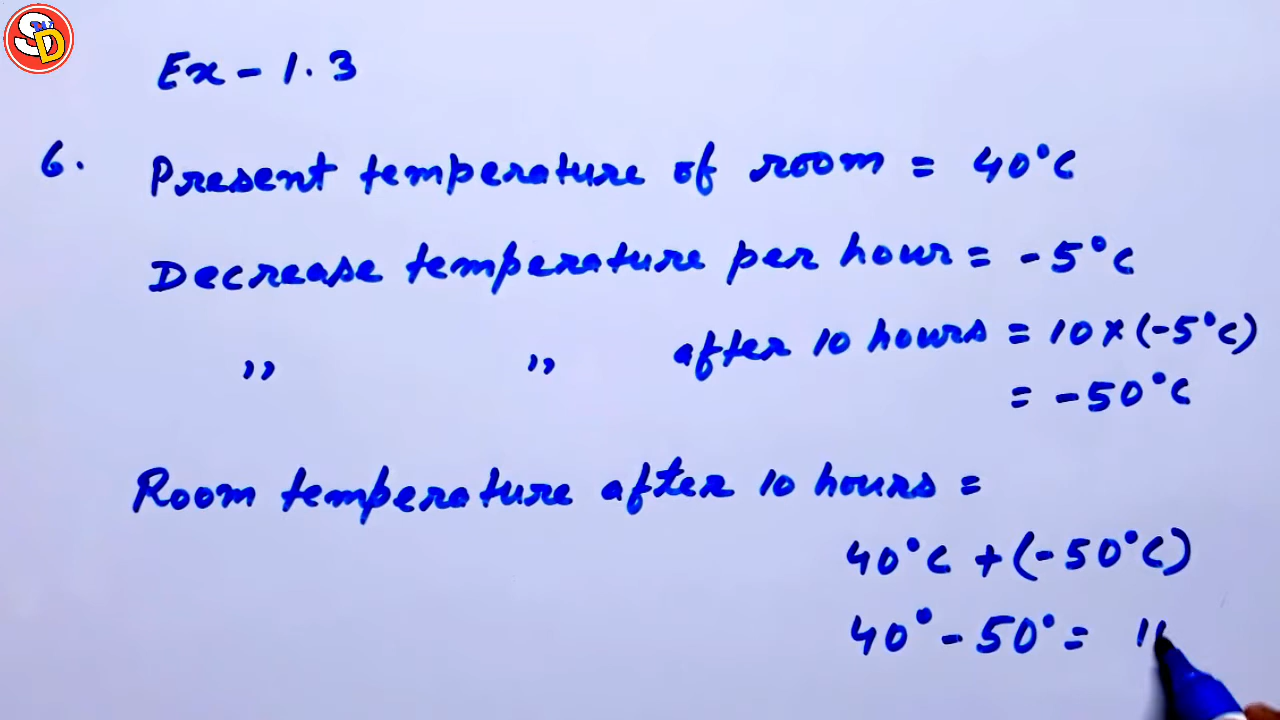 SD
Ex - 1.3
6. Present temperature of room = 40°C
Decrease temperature per hour = -5°C
,, ,, after 10 hours = 10 × (-5°C)
= -50°C
Room temperature after 10 hours =
40°C + (-50°C)
40° - 50° =